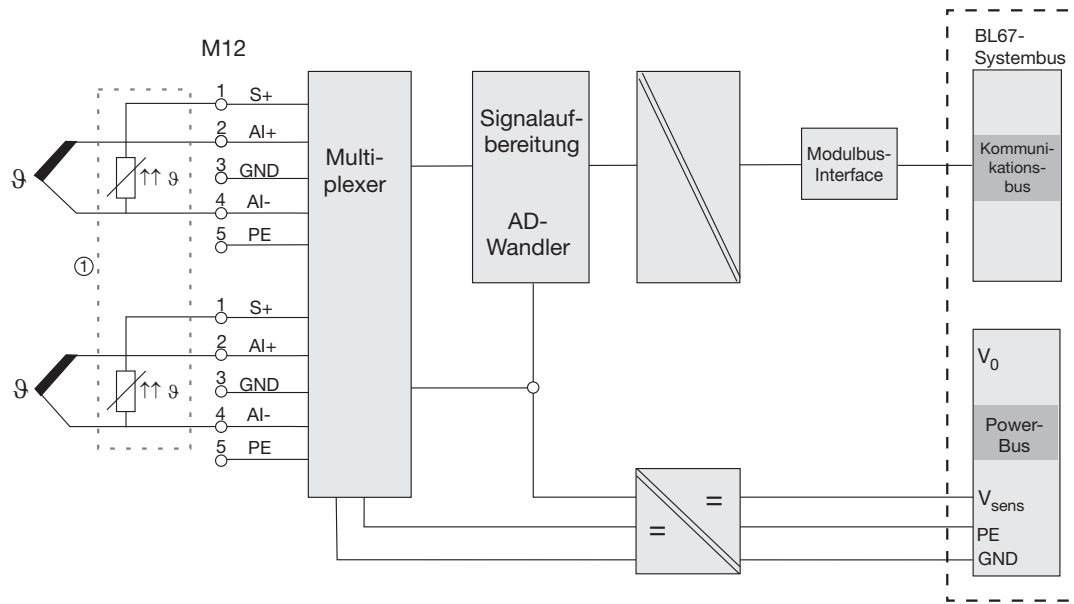 M12
1 S+
2 AI+
3 GND
4 AI-
5 PE
ϑ
↑↑ ϑ
①
1 S+
2 AI+
3 GND
4 AI-
5 PE
ϑ
↑↑ ϑ
Multi-
plexer
Signalauf-
bereitung
AD-
Wandler
=
=
Modulbus-
Interface
BL67-
Systembus
Kommuni-
kations-
bus
V0
Power-
Bus
Vsens
PE
GND